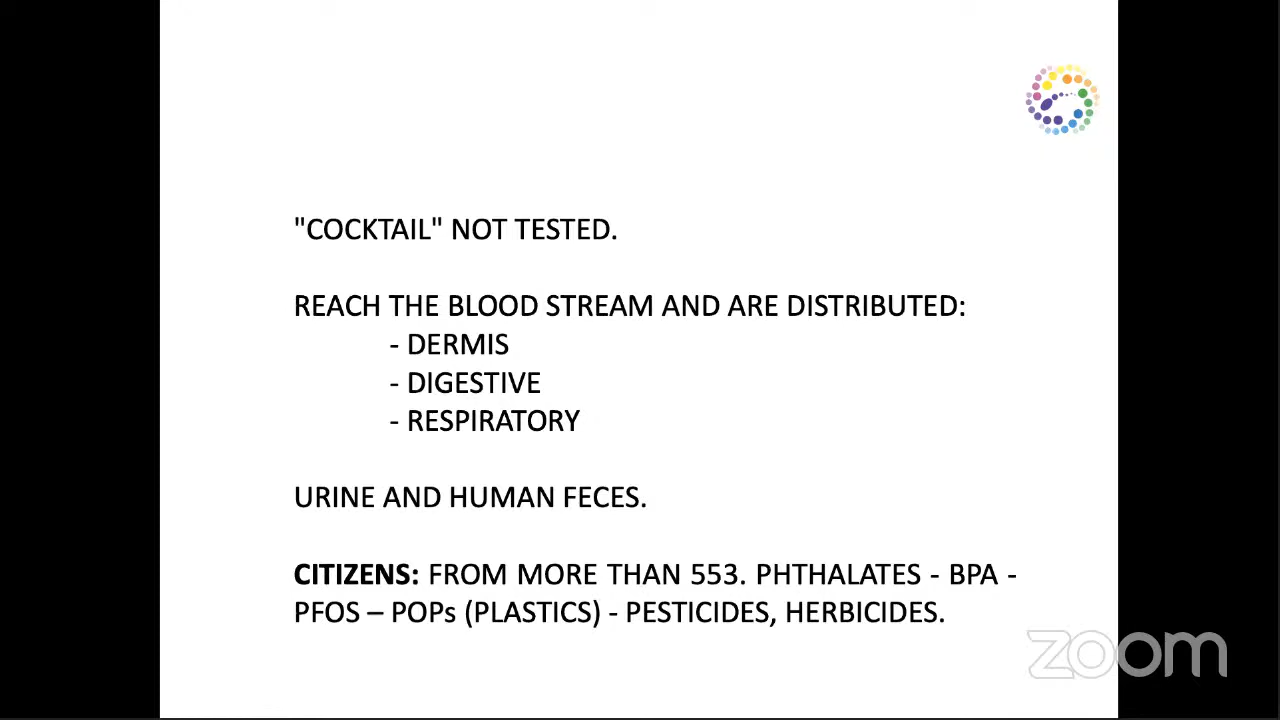 "COCKTAIL" NOT TESTED.
REACH THE BLOOD STREAM AND ARE DISTRIBUTED:
- DERMIS
- DIGESTIVE
- RESPIRATORY
URINE AND HUMAN FECES.
CITIZENS: FROM MORE THAN 553. PHTHALATES - BPA -
PFOS – POPs (PLASTICS) - PESTICIDES, HERBICIDES.
zoom